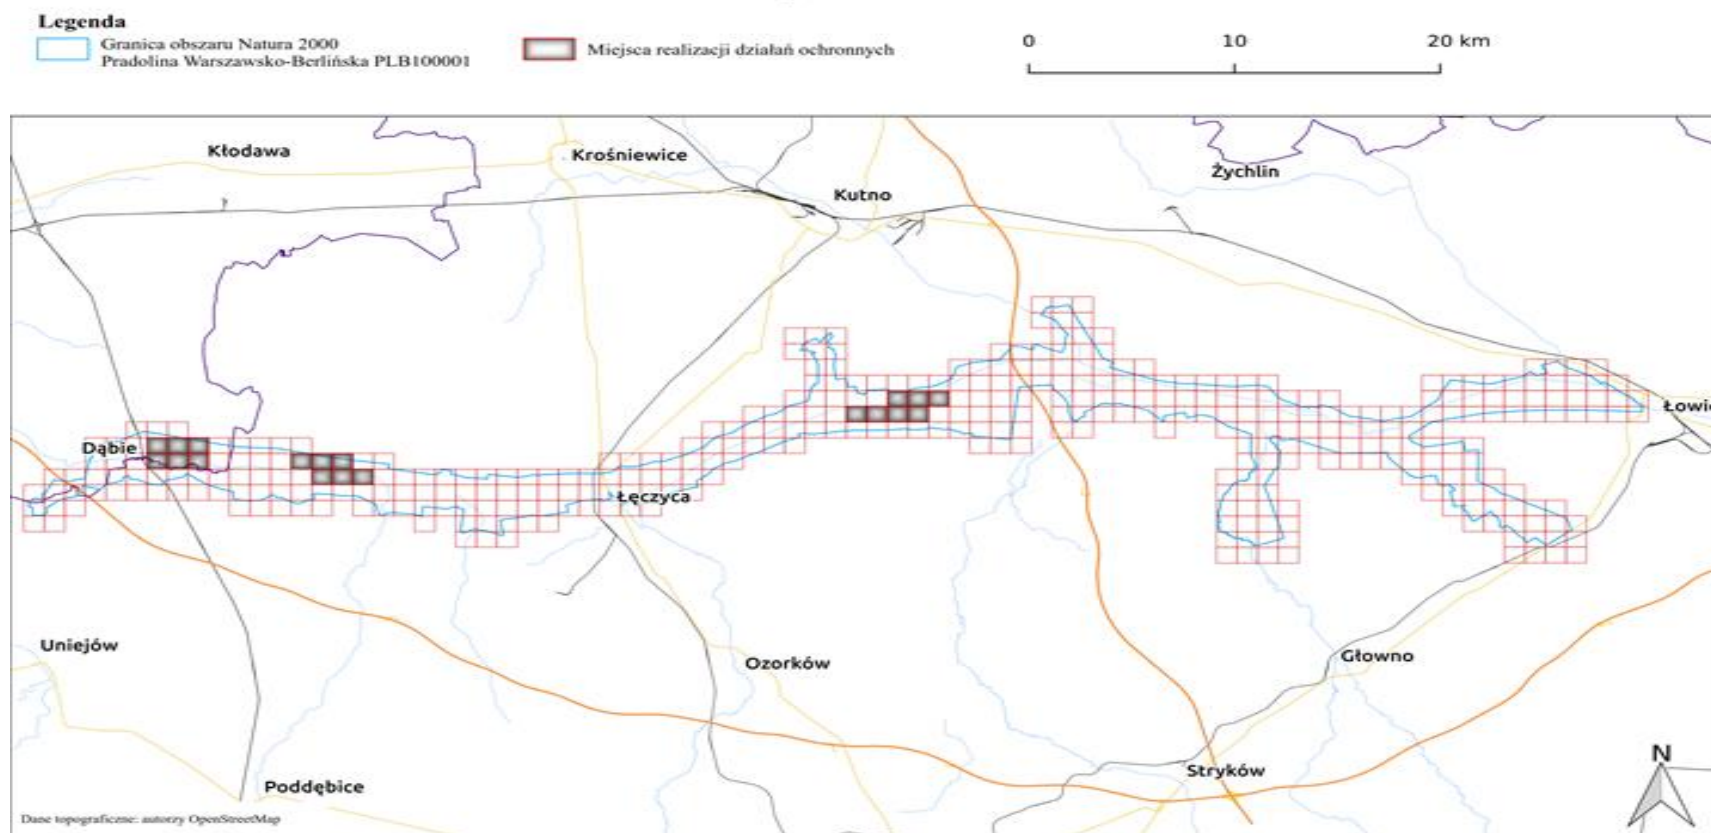 Legenda
Granica obszaru Natura 2000
Pradolina Warszawsko-Berlińska PLB100001
Miejsca realizacji działań ochronnych
0 10 20 km
Kłodawa
Krośniewice
Żychlin
Kutno
Łowic
Dąbie
Łęczyca
Uniejów
Ozorków
Głowno
N
Stryków
Poddębice
Dane topograficzne: autorzy OpenStreetMap